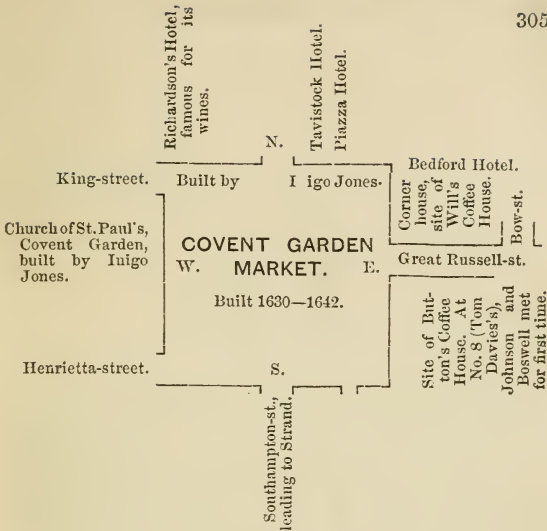 305
Richardson's Hotel,
famous for its
wines.
Tavistock Hotel.
Piazza Hotel.
N.
Bedford Hotel.
King-street.
Built by
I igo Jones.
Corner
house,
site of
Will's
Coffee
House.
Bow-st.
Church of St. Paul's,
Covent Garden,
built by Inigo
Jones.
COVENT GARDEN
W. MARKET. E.
Great Russell-st.
Built 1630—1642.
Site of But-
ton's Coffee
House. At
No. 8 (Tom
Davies's),
Johnson and
Boswell met
for first time.
Henrietta-street.
S.
Southampton-st.,
leading to Strand.